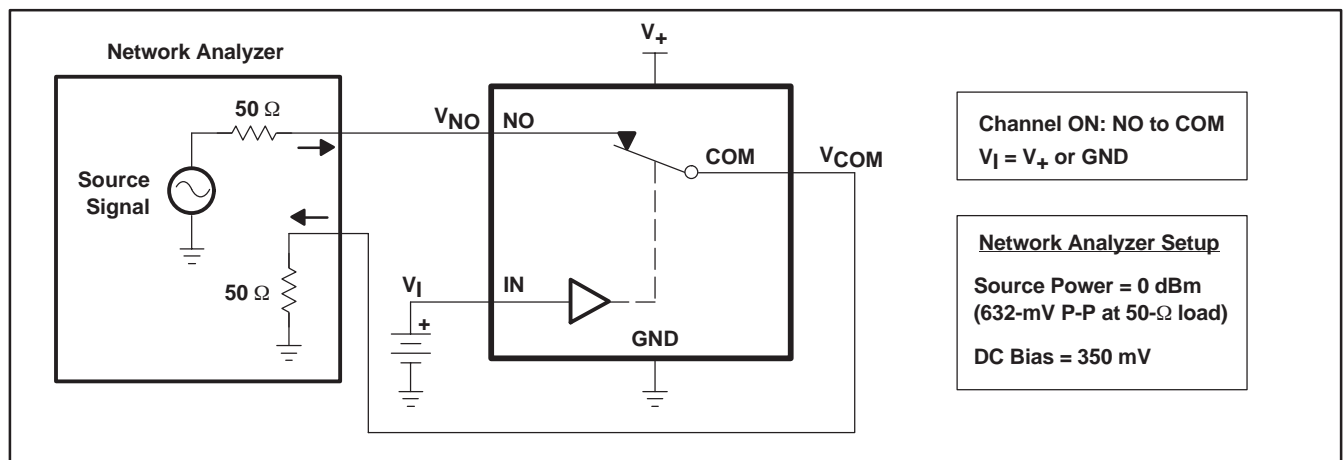 Network Analyzer
50 Ω
Source
Signal
50 Ω
V+
VNO
NO
COM
VCOM
VI
+
IN
GND
Channel ON: NO to COM
VI = V+ or GND
Network Analyzer Setup
Source Power = 0 dBm
(632-mV P-P at 50-Ω load)
DC Bias = 350 mV